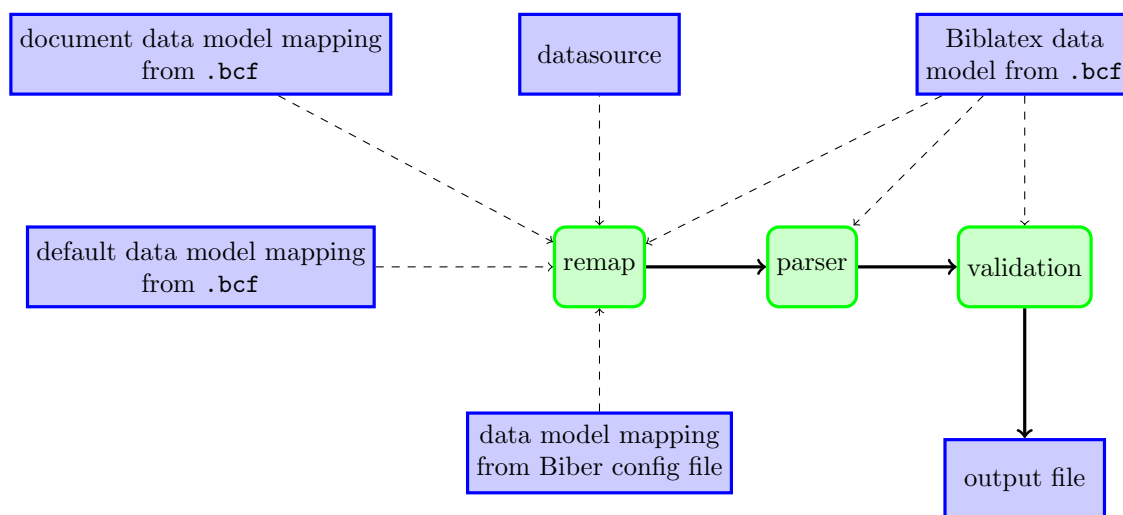 document data model mapping
from .bcf
datasource
Biblatex data
model from .bcf
default data model mapping
from .bcf
remap
parser
validation
data model mapping
from Biber config file
output file